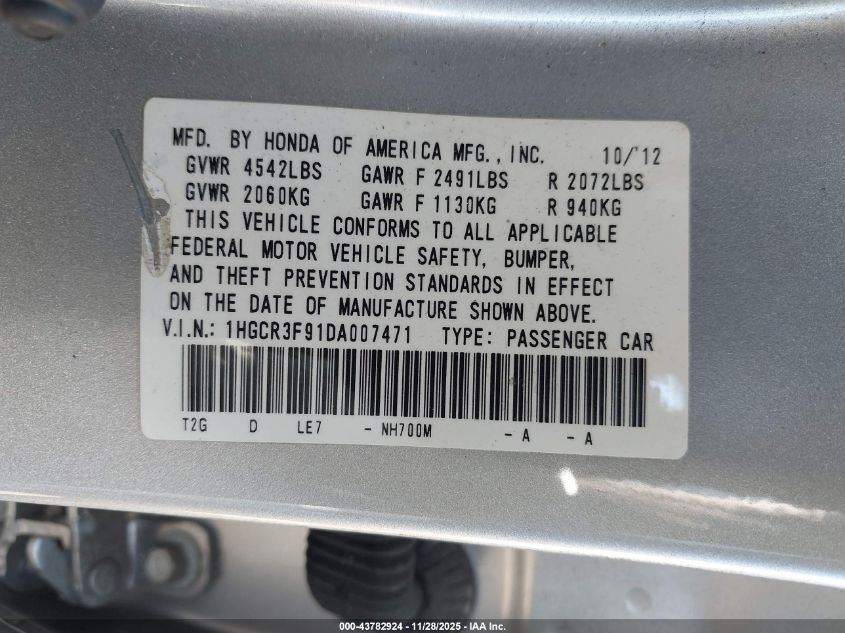 MFD. BY HONDA OF AMERICA MFG., INC. 10/'12
GVWR 4542LBS GAWR F 2491LBS R 2072LBS
GVWR 2060KG GAWR F 1130KG R 940KG
THIS VEHICLE CONFORMS TO ALL APPLICABLE
FEDERAL MOTOR VEHICLE SAFETY, BUMPER,
AND THEFT PREVENTION STANDARDS IN EFFECT
ON THE DATE OF MANUFACTURE SHOWN ABOVE.
V.I.N.: 1HGCR3F91DA007471 TYPE: PASSENGER CAR
T2G D LE7 - NH700M - A - A
000-43782924 - 11/28/2025 - IAA Inc.